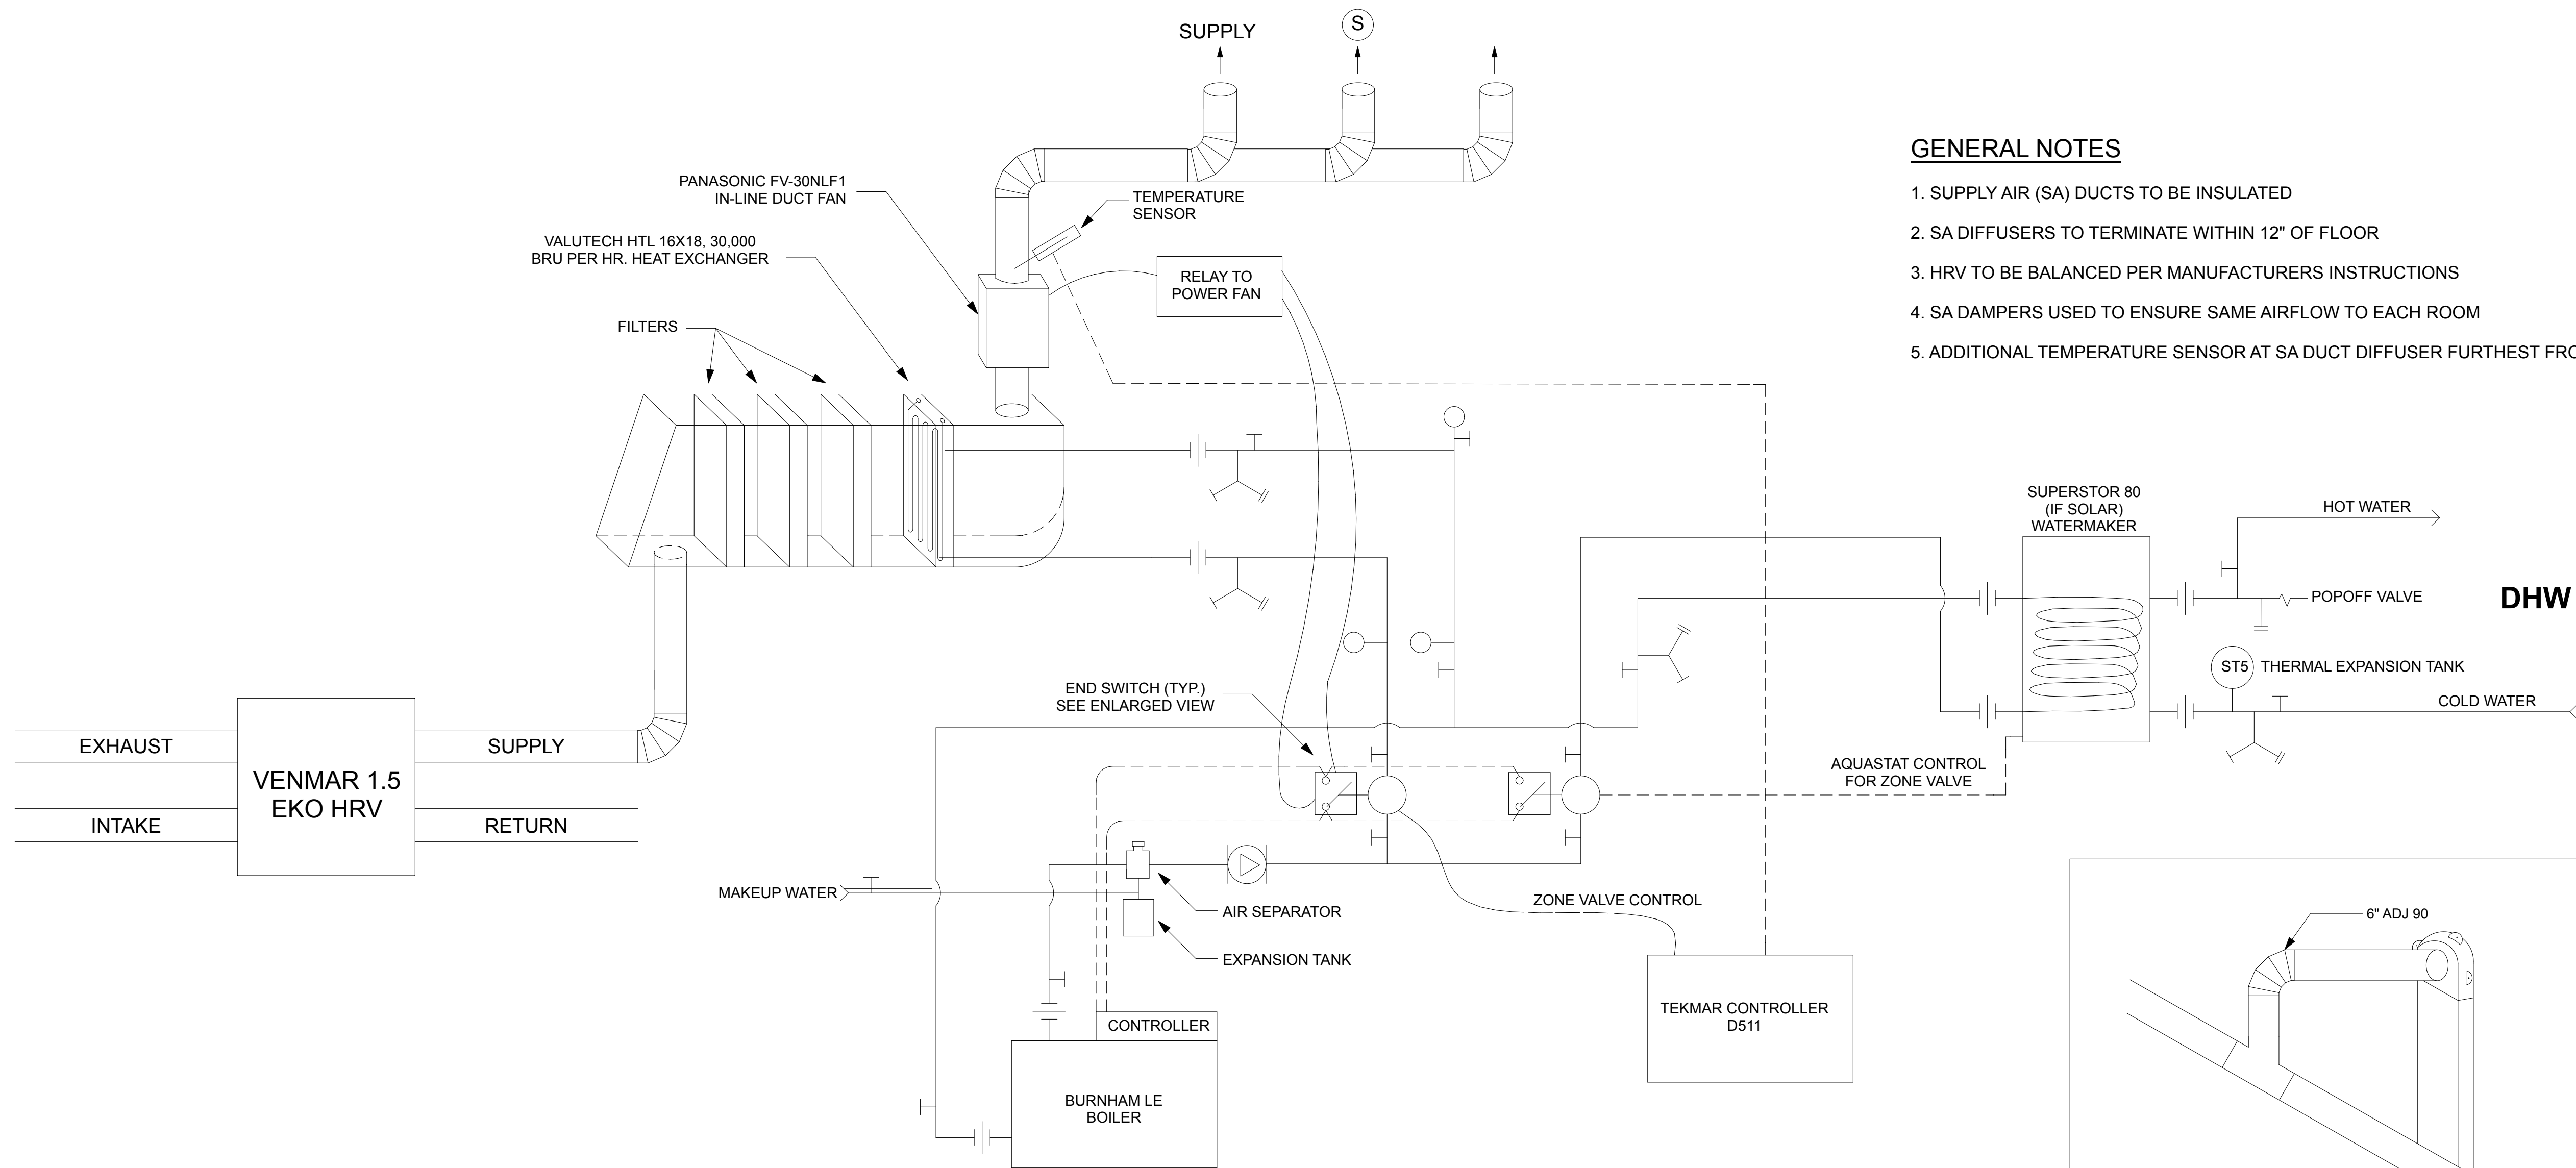 SUPPLY
S
GENERAL NOTES
1. SUPPLY AIR (SA) DUCTS TO BE INSULATED
2. SA DIFFUSERS TO TERMINATE WITHIN 12" OF FLOOR
3. HRV TO BE BALANCED PER MANUFACTURERS INSTRUCTIONS
4. SA DAMPERS USED TO ENSURE SAME AIRFLOW TO EACH ROOM
5. ADDITIONAL TEMPERATURE SENSOR AT SA DUCT DIFFUSER FURTHEST
PANASONIC FV-30NLF1
IN-LINE DUCT FAN
TEMPERATURE
SENSOR
VALUTECH HTL 16X18, 30,000
BRU PER HR. HEAT EXCHANGER
RELAY TO
POWER FAN
FILTERS
SUPERSTOR 80
(IF SOLAR)
WATERMAKER
HOT WATER
POPOFF VALVE
DHW
ST5
THERMAL EXPANSION TANK
COLD WATER
END SWITCH (TYP.)
SEE ENLARGED VIEW
EXHAUST
SUPPLY
VENMAR 1.5
EKO HRV
INTAKE
RETURN
AQUASTAT CONTROL
FOR ZONE VALVE
MAKEUP WATER
AIR SEPARATOR
EXPANSION TANK
ZONE VALVE CONTROL
6" ADJ 90
CONTROLLER
BURNHAM LE
BOILER
TEKMAR CONTROLLER
D511